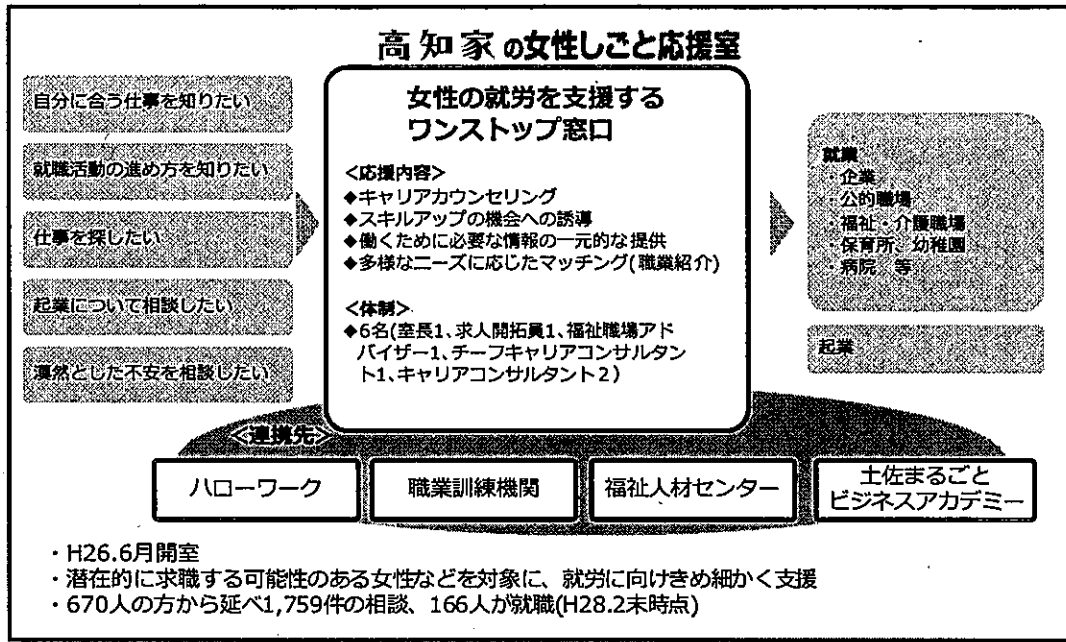 高知家の女性しごと応援室
自分に合う仕事を知りたい
就職活動の進め方を知りたい
仕事を探したい
起業について相談したい
漠然とした不安を相談したい
女性の就労を支援する
ワンストップ窓口
<応援内容>
◆キャリアカウンセリング
◆スキルアップの機会への誘導
◆働くために必要な情報の一元的な提供
◆多様なニーズに応じたマッチング(職業紹介)
<体制>
◆6名(室長1、求人開拓員1、福祉職場アド
バイザー1、チーフキャリアコンサルタン
ト1、キャリアコンサルタント2)
就業
・企業
・公的職場
・福祉・介護職場
・保育所、幼稚園
・病院 等
起業
<連携先>
ハローワーク
職業訓練機関
福祉人材センター
土佐まるごと
ビジネスアカデミー
・H26.6月開室
・潜在的に求職する可能性のある女性などを対象に、就労に向けきめ細かく支援
・670人の方から延べ1,759件の相談、166人が就職(H28.2末時点)